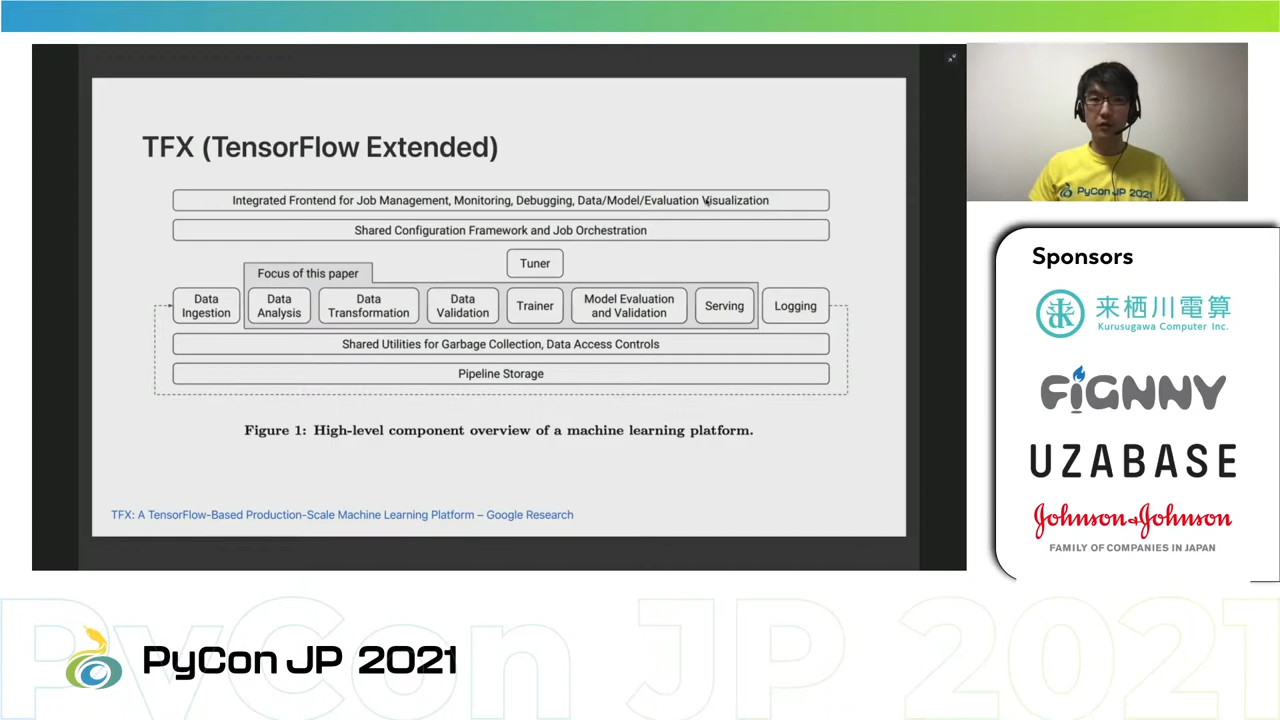 TFX (TensorFlow Extended)
Integrated Frontend for Job Management, Monitoring, Debugging, Data/Model/Evaluation Visualization
Shared Configuration Framework and Job Orchestration
Tuner
Focus of this paper
Data
Ingestion
Data
Analysis
Data
Transformation
Data
Validation
Trainer
Model Evaluation
and Validation
Serving
Logging
Shared Utilities for Garbage Collection, Data Access Controls
Pipeline Storage
Figure 1: High-level component overview of a machine learning platform.
TFX: A TensorFlow-Based Production-Scale Machine Learning Platform – Google Research
PyCon JP 2021
Sponsors
来栖川電算
Kurusugawa Computer Inc.
FiGNNY
UZABASE
Johnson & Johnson
FAMILY OF COMPANIES IN JAPAN
PyCon JP 2021
PyCon JP 2021